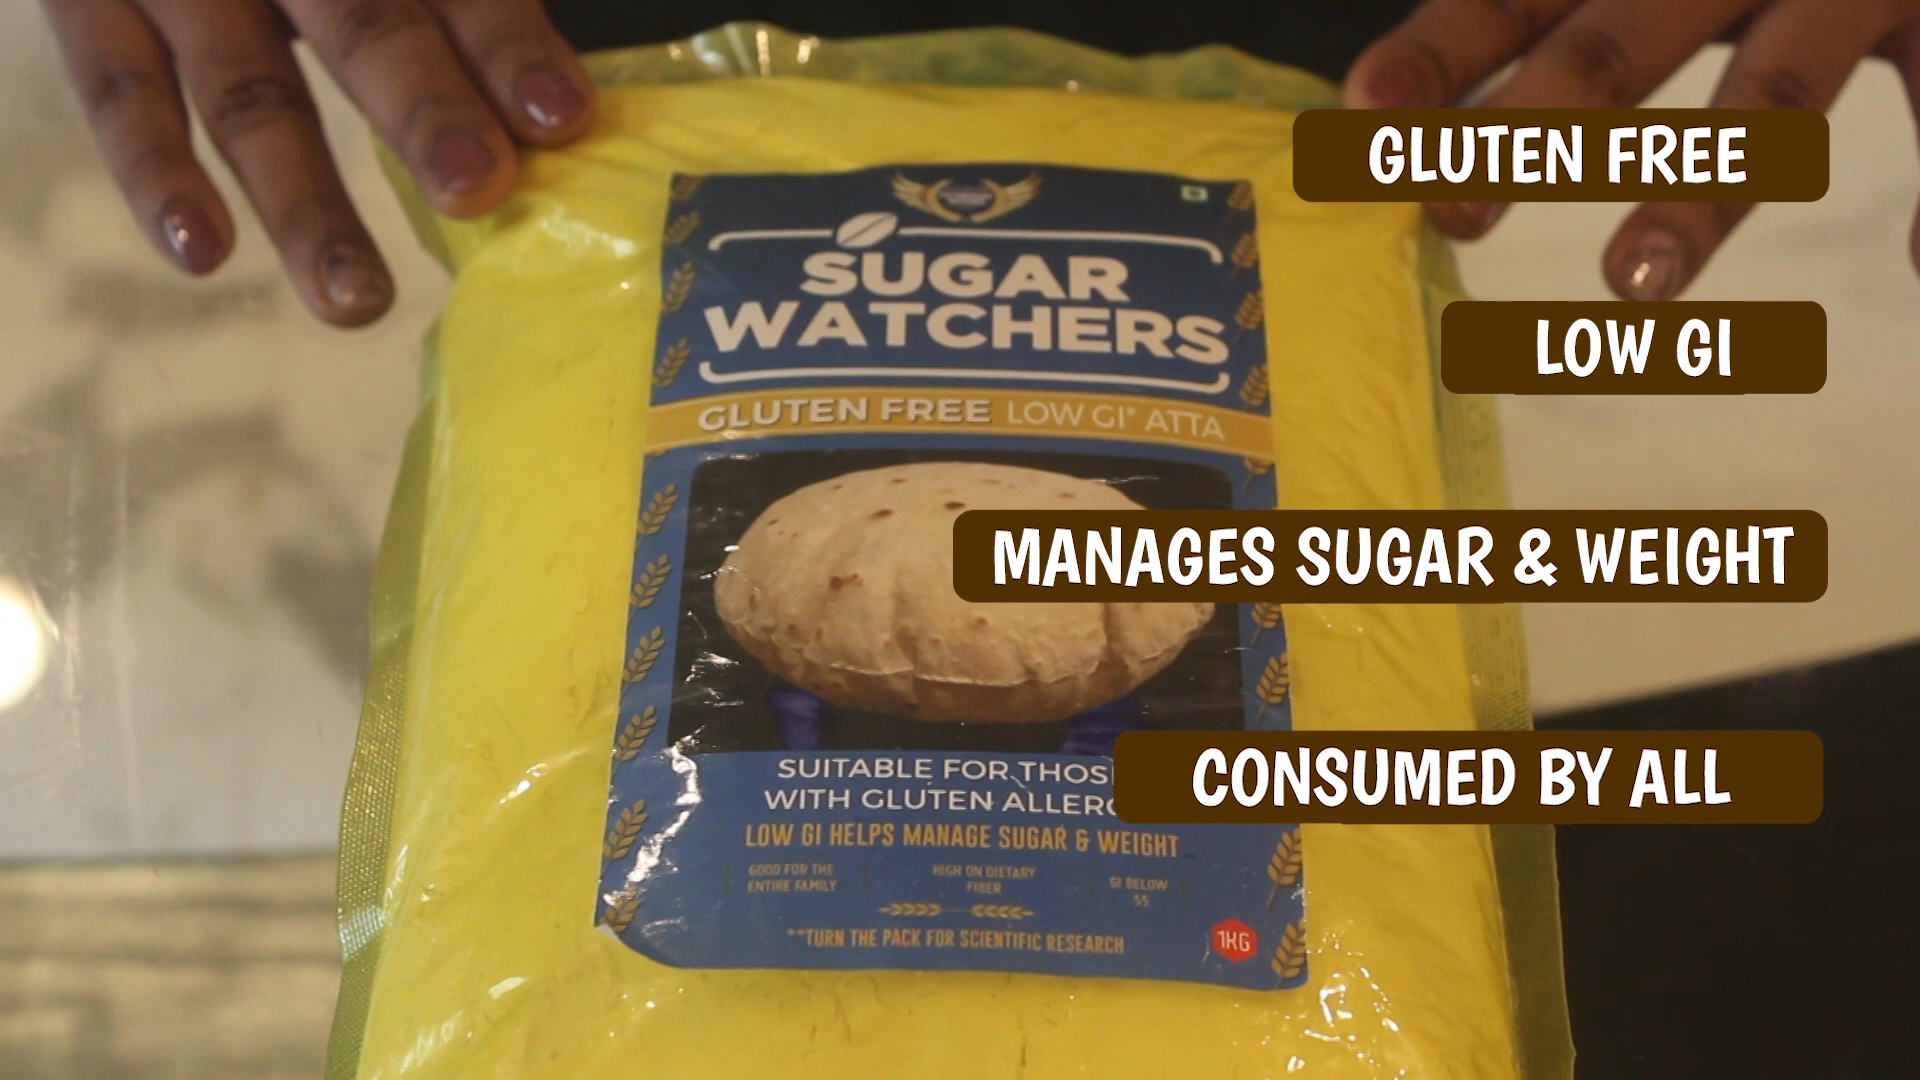 GLUTEN FREE
SUGAR
WATCHERS
LOW GI
GLUTEN FREE LOW GI* ATTA
MANAGES SUGAR & WEIGHT
CONSUMED BY ALL
SUITABLE FOR
WITH GLUTEN
LOW GI HELPS MANAGE SUGAR & WEIGHT
GOOD FOR THE
ENTIRE FAMILY
HIGH ON DIETARY
FIBER
GI BELOW
55
**TURN THE PACK FOR SCIENTIFIC RESEARCH
1KG